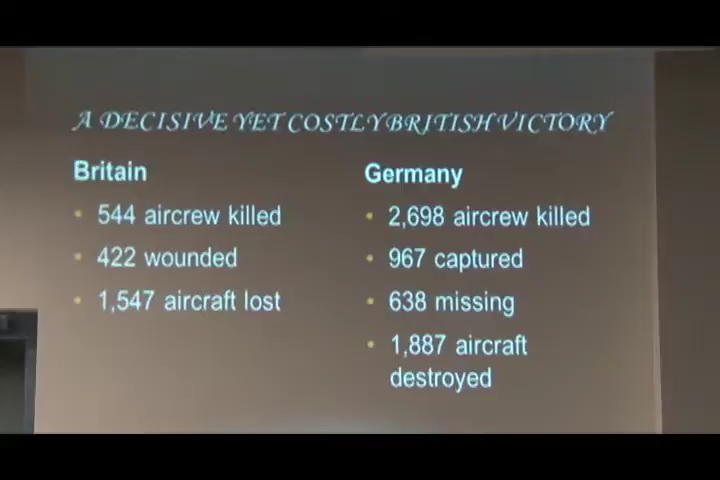 A DECISIVE YET COSTLY BRITISH VICTORY
Britain
• 544 aircrew killed
• 422 wounded
• 1,547 aircraft lost
Germany
• 2,698 aircrew killed
• 967 captured
• 638 missing
• 1,887 aircraft
destroyed